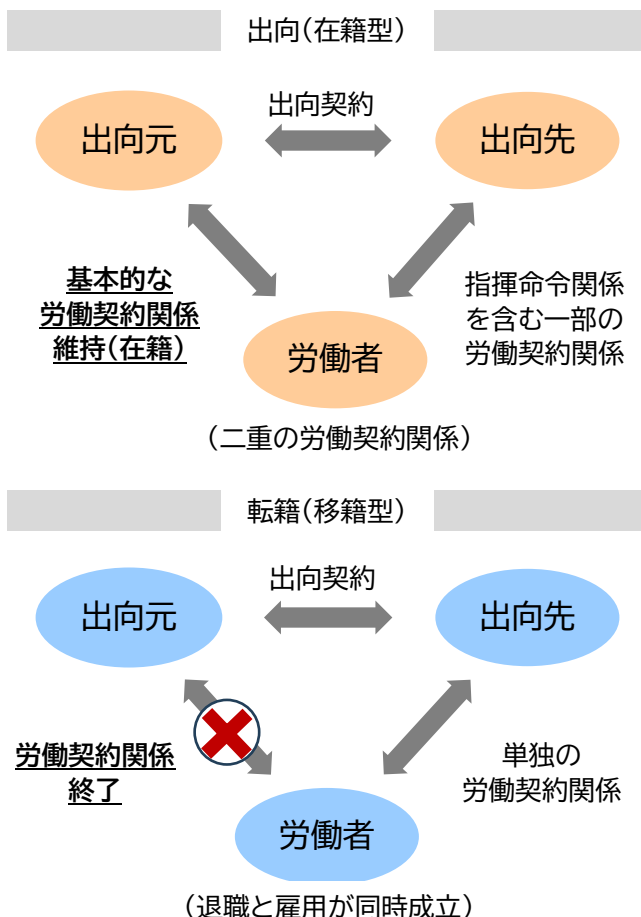 出向(在籍型)
出向契約
出向元
出向先
基本的な
労働契約関係
維持(在籍)
指揮命令関係
を含む一部の
労働契約関係
労働者
(二重の労働契約関係)
転籍(移籍型)
出向契約
出向元
出向先
労働契約関係
終了
単独の
労働契約関係
労働者
(退職と雇用が同時成立)